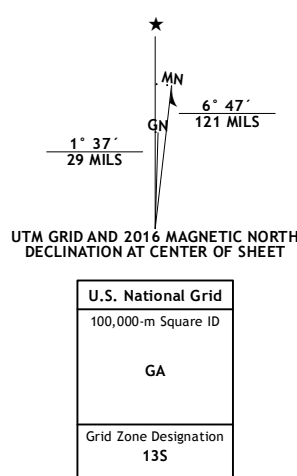 ★
MN
GN
6° 47´
121 MILS
1° 37´
29 MILS
UTM GRID AND 2016 MAGNETIC NORTH
DECLINATION AT CENTER OF SHEET
U.S. National Grid
100,000-m Square ID
GA
Grid Zone Designation
13S